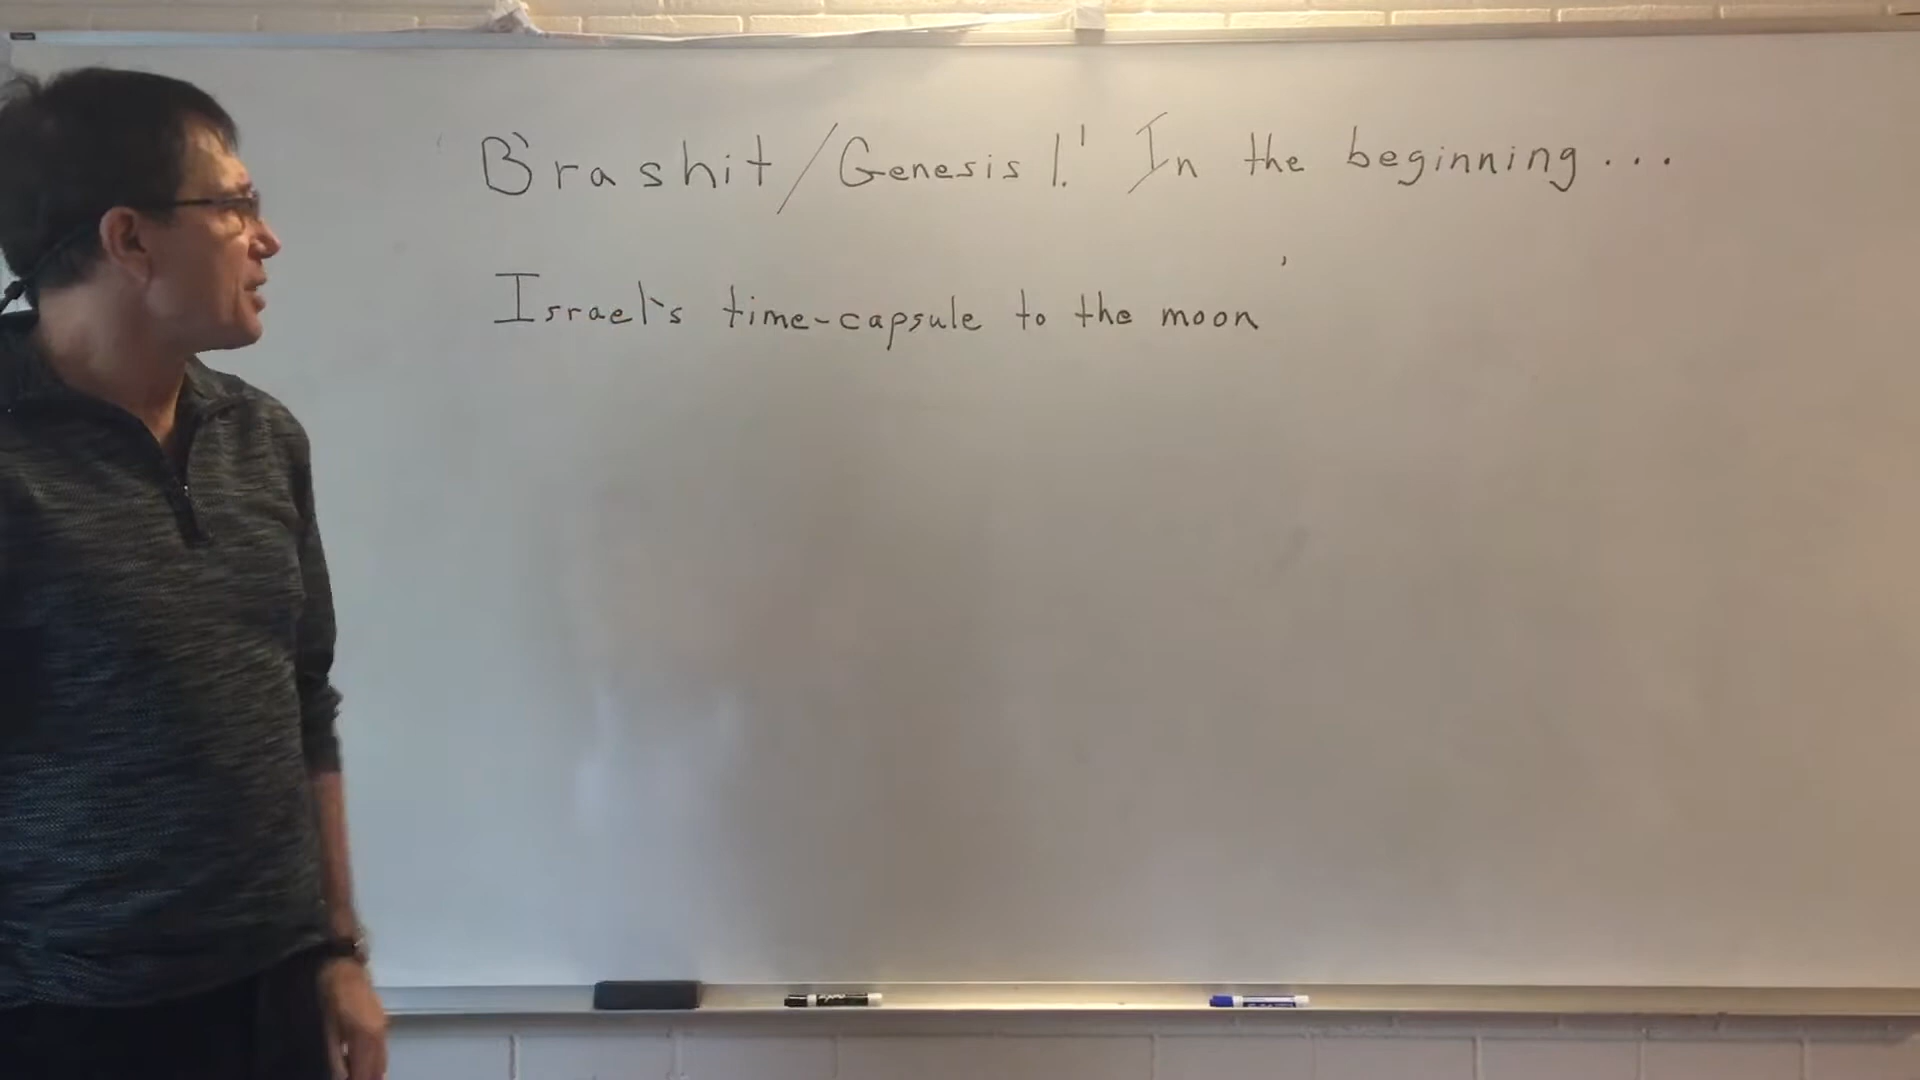 B'rashit/Genesis 1:1 In the beginning...
Israel's time-capsule to the moon